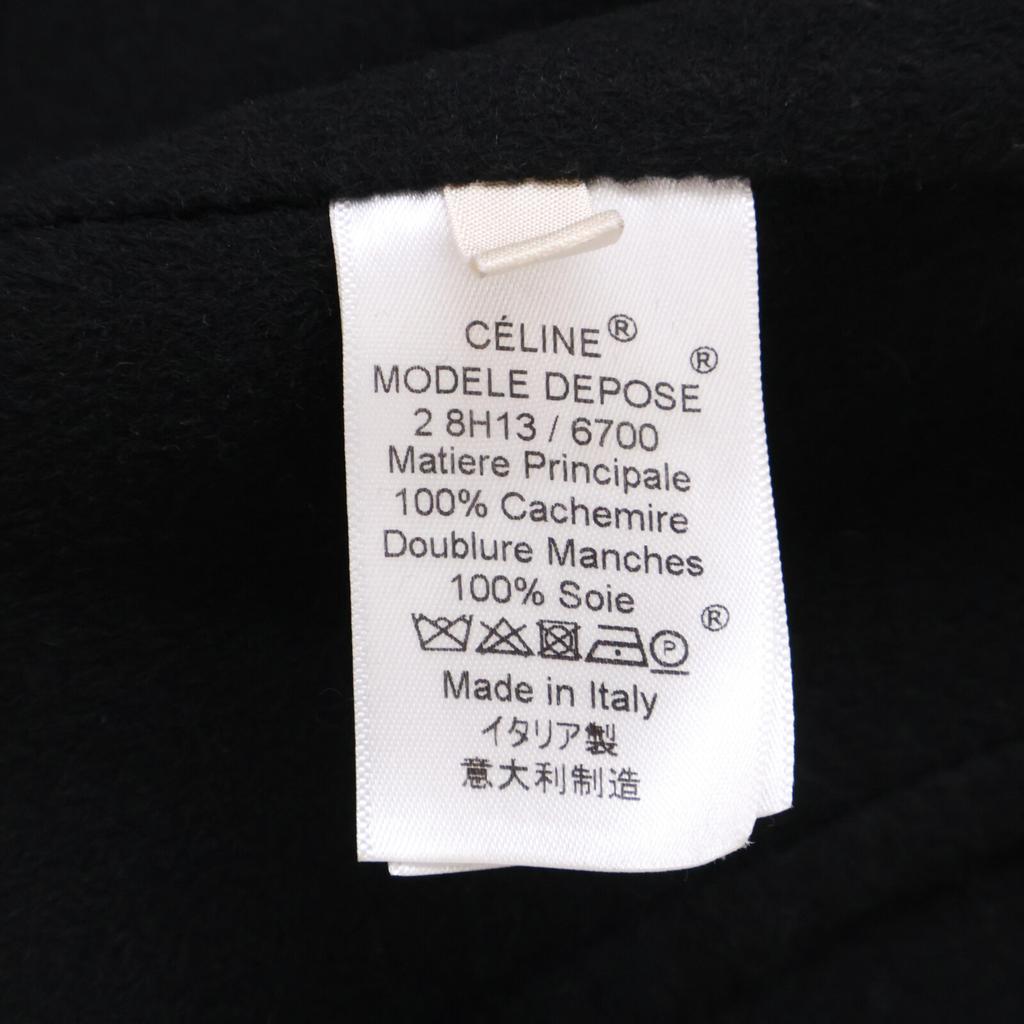 CÉLINE®
MODELE DEPOSE®
2 8H13 / 6700
Matiere Principale
100% Cachemire
Doublure Manches
100% Soie
P ®
Made in Italy
イタリア製
意大利制造